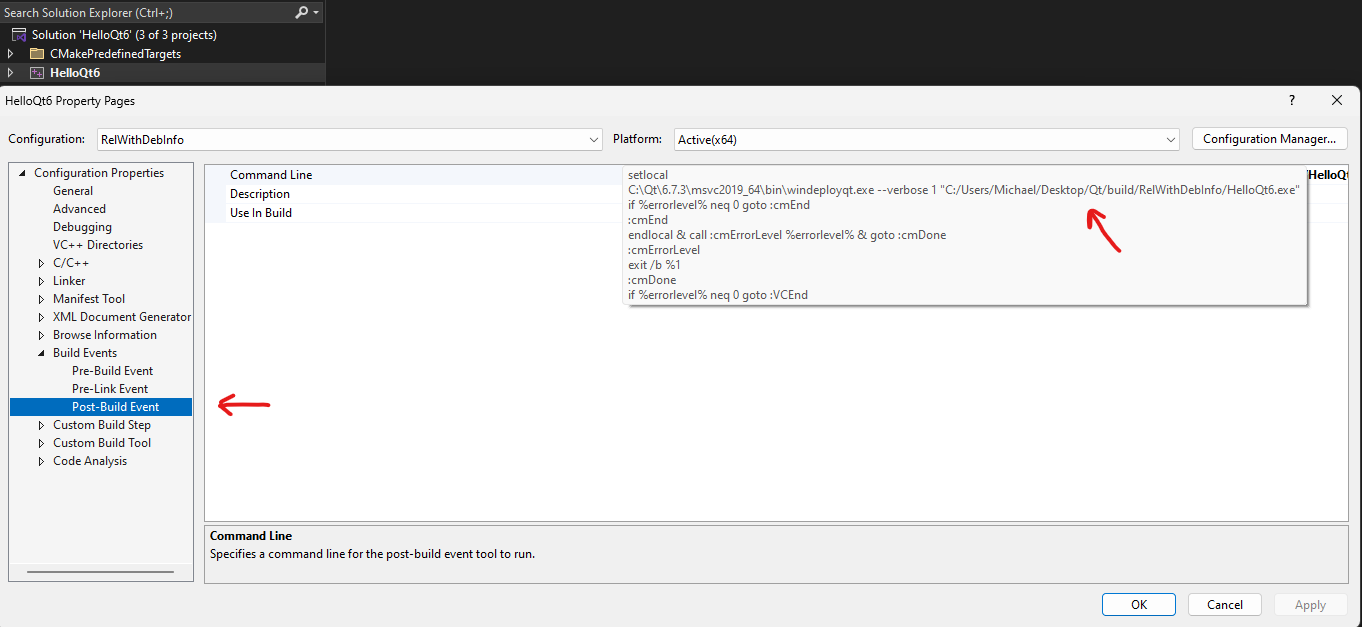 Search Solution Explorer (Ctrl+;)
Solution 'HelloQt6' (3 of 3 projects)
CMakePredefinedTargets
HelloQt6
HelloQt6 Property Pages
?
Configuration:
RelWithDebInfo
Platform:
Active(x64)
Configuration Manager...
Configuration Properties
General
Advanced
Debugging
VC++ Directories
C/C++
Linker
Manifest Tool
XML Document Generator
Browse Information
Build Events
Pre-Build Event
Pre-Link Event
Post-Build Event
Custom Build Step
Custom Build Tool
Code Analysis
Command Line
Description
Use In Build
setlocal
C:\Qt\6.7.3\msvc2019_64\bin\windeployqt.exe --verbose 1 "C:/Users/Michael/Desktop/Qt/build/RelWithDebInfo/HelloQt6.exe"
if %errorlevel% neq 0 goto :cmEnd
:cmEnd
endlocal & call :cmErrorLevel %errorlevel% & goto :cmDone
:cmErrorLevel
exit /b %1
:cmDone
if %errorlevel% neq 0 goto :VCEnd
Command Line
Specifies a command line for the post-build event tool to run.
OK
Cancel
Apply